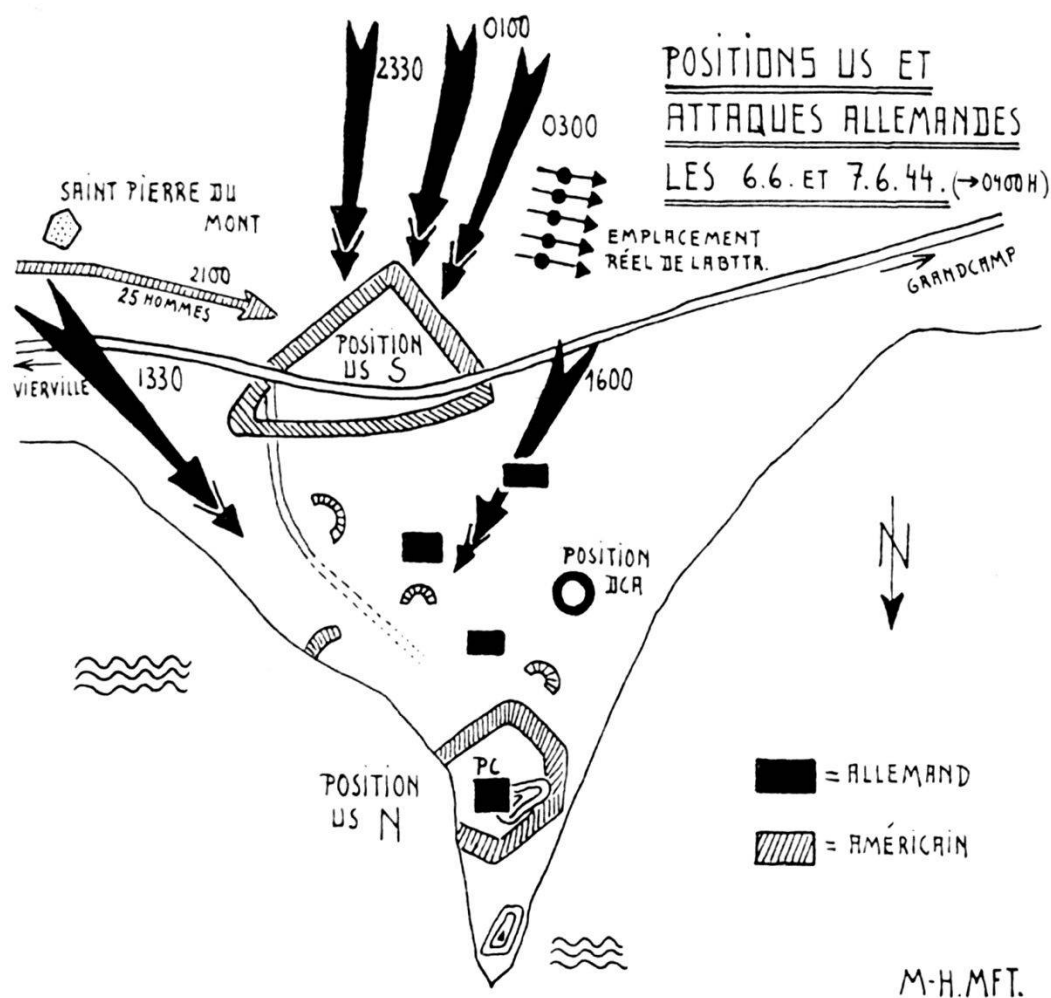 POSITIONS US ET
ATTAQUES ALLEMANDES
LES 6.6. ET 7.6.44. (→0400H)
2330
0100
0300
SAINT PIERRE DU
MONT
2100
25 HOMMES
EMPLACEMENT
RÉEL DE LABTTR.
GRANDCAMP
POSITION
US S
VIERVILLE
1330
1600
POSITION
DCA
N
PC
POSITION
US N
= ALLEMAND
= AMÉRICAIN
M-H.MFT.